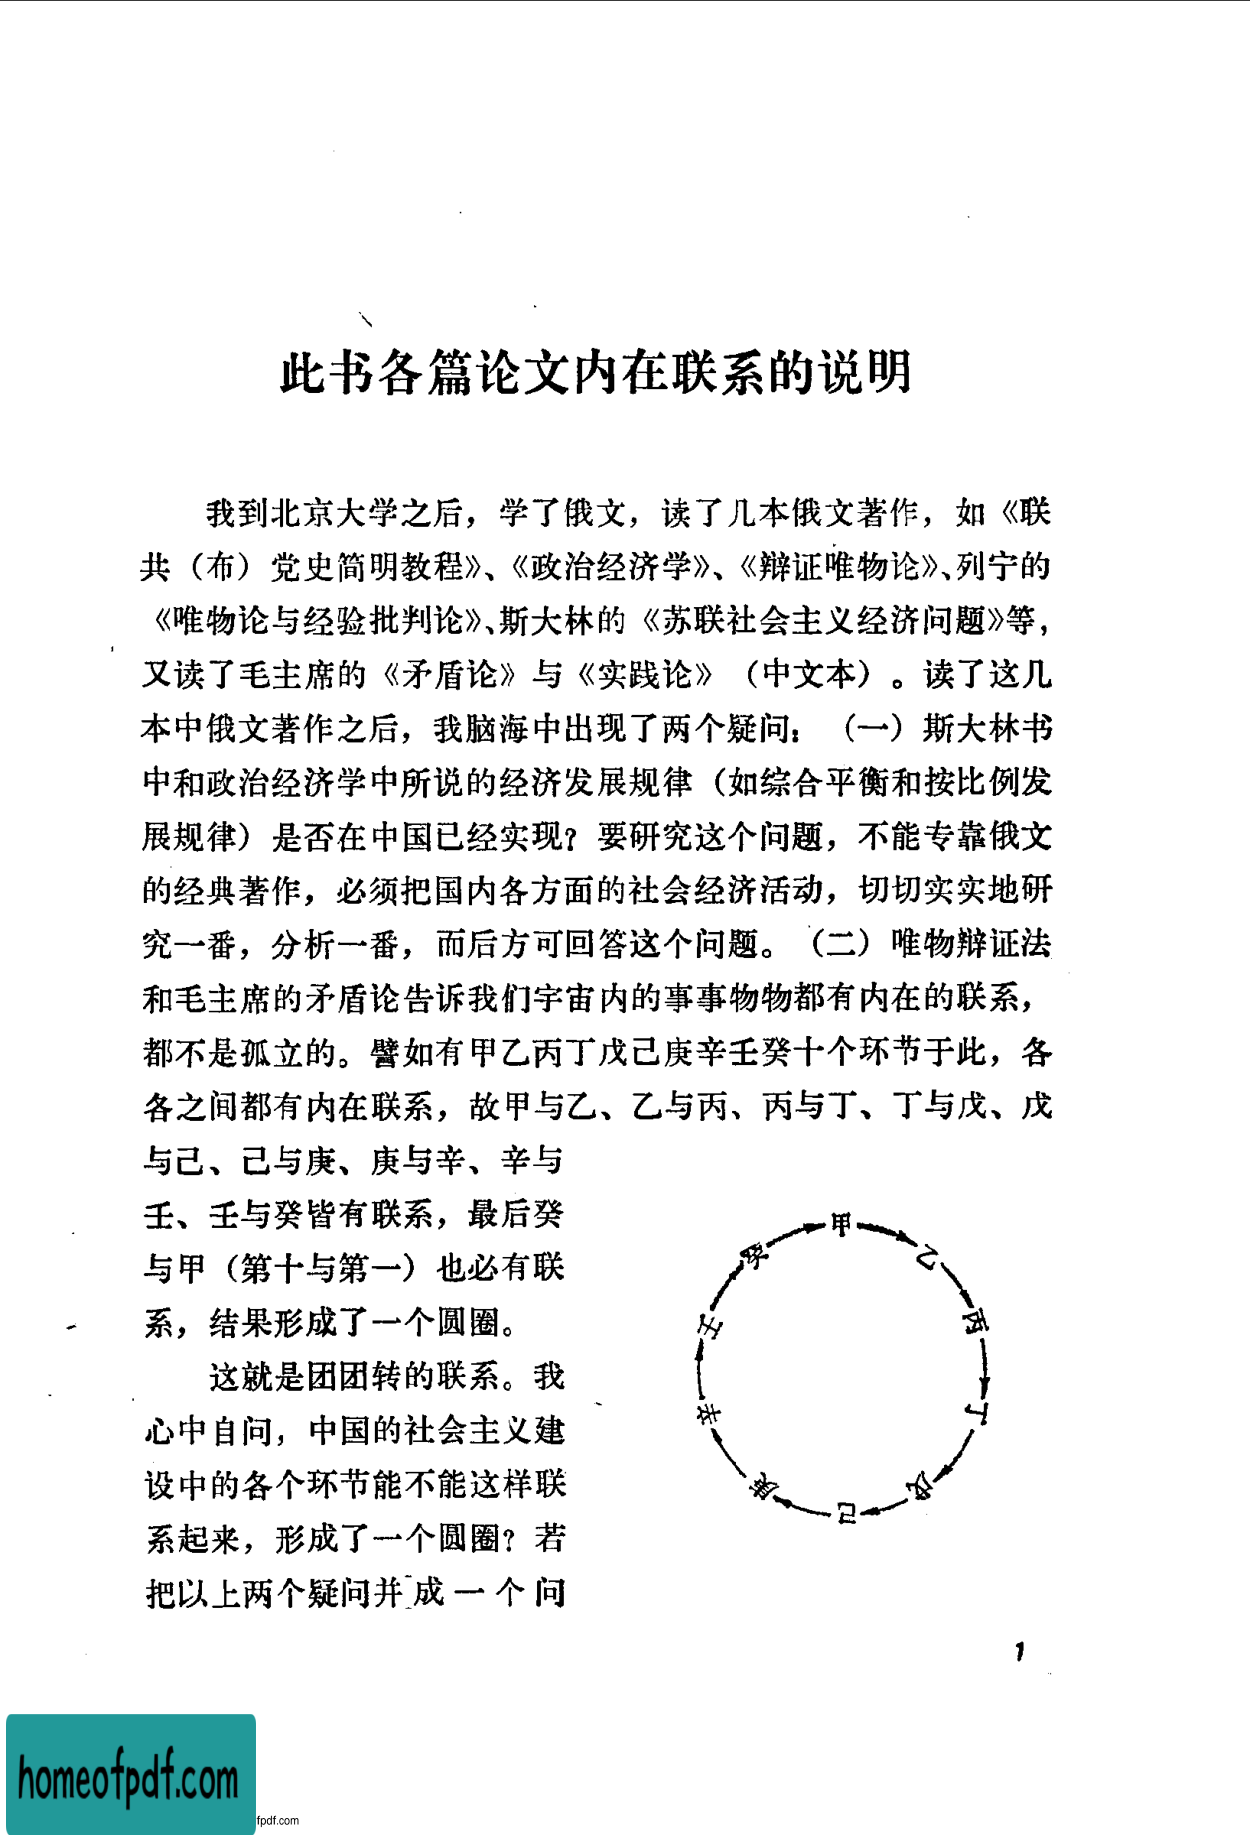 此书各篇论文内在联系的说明
我到北京大学之后，学了俄文，读了几本俄文著作，如《联
共（布）党史简明教程》、《政治经济学》、《辩证唯物论》、列宁的
《唯物论与经验批判论》、斯大林的《苏联社会主义经济问题》等，
又读了毛主席的《矛盾论》与《实践论》（中文本）。读了这几
本中俄文著作之后，我脑海中出现了两个疑问：（一）斯大林书
中和政治经济学中所说的经济发展规律（如综合平衡和按比例发
展规律）是否在中国已经实现？要研究这个问题，不能专靠俄文
的经典著作，必须把国内各方面的社会经济活动，切切实实地研
究一番，分析一番，而后方可回答这个问题。（二）唯物辩证法
和毛主席的矛盾论告诉我们宇宙内的事事物物都有内在的联系，
都不是孤立的。譬如有甲乙丙丁戊己庚辛壬癸十个环节于此，各
各之间都有内在联系，故甲与乙、乙与丙、丙与丁、丁与戊、戊
与己、己与庚、庚与辛、辛与
壬、壬与癸皆有联系，最后癸
与甲（第十与第一）也必有联
系，结果形成了一个圆圈。
这就是团团转的联系。我
心中自问，中国的社会主义建
设中的各个环节能不能这样联
系起来，形成了一个圆圈？若
把以上两个疑问并成一个问
甲
乙
丙
丁
戊
己
庚
辛
壬
癸
1
homeofpdf.com
fpdf.com